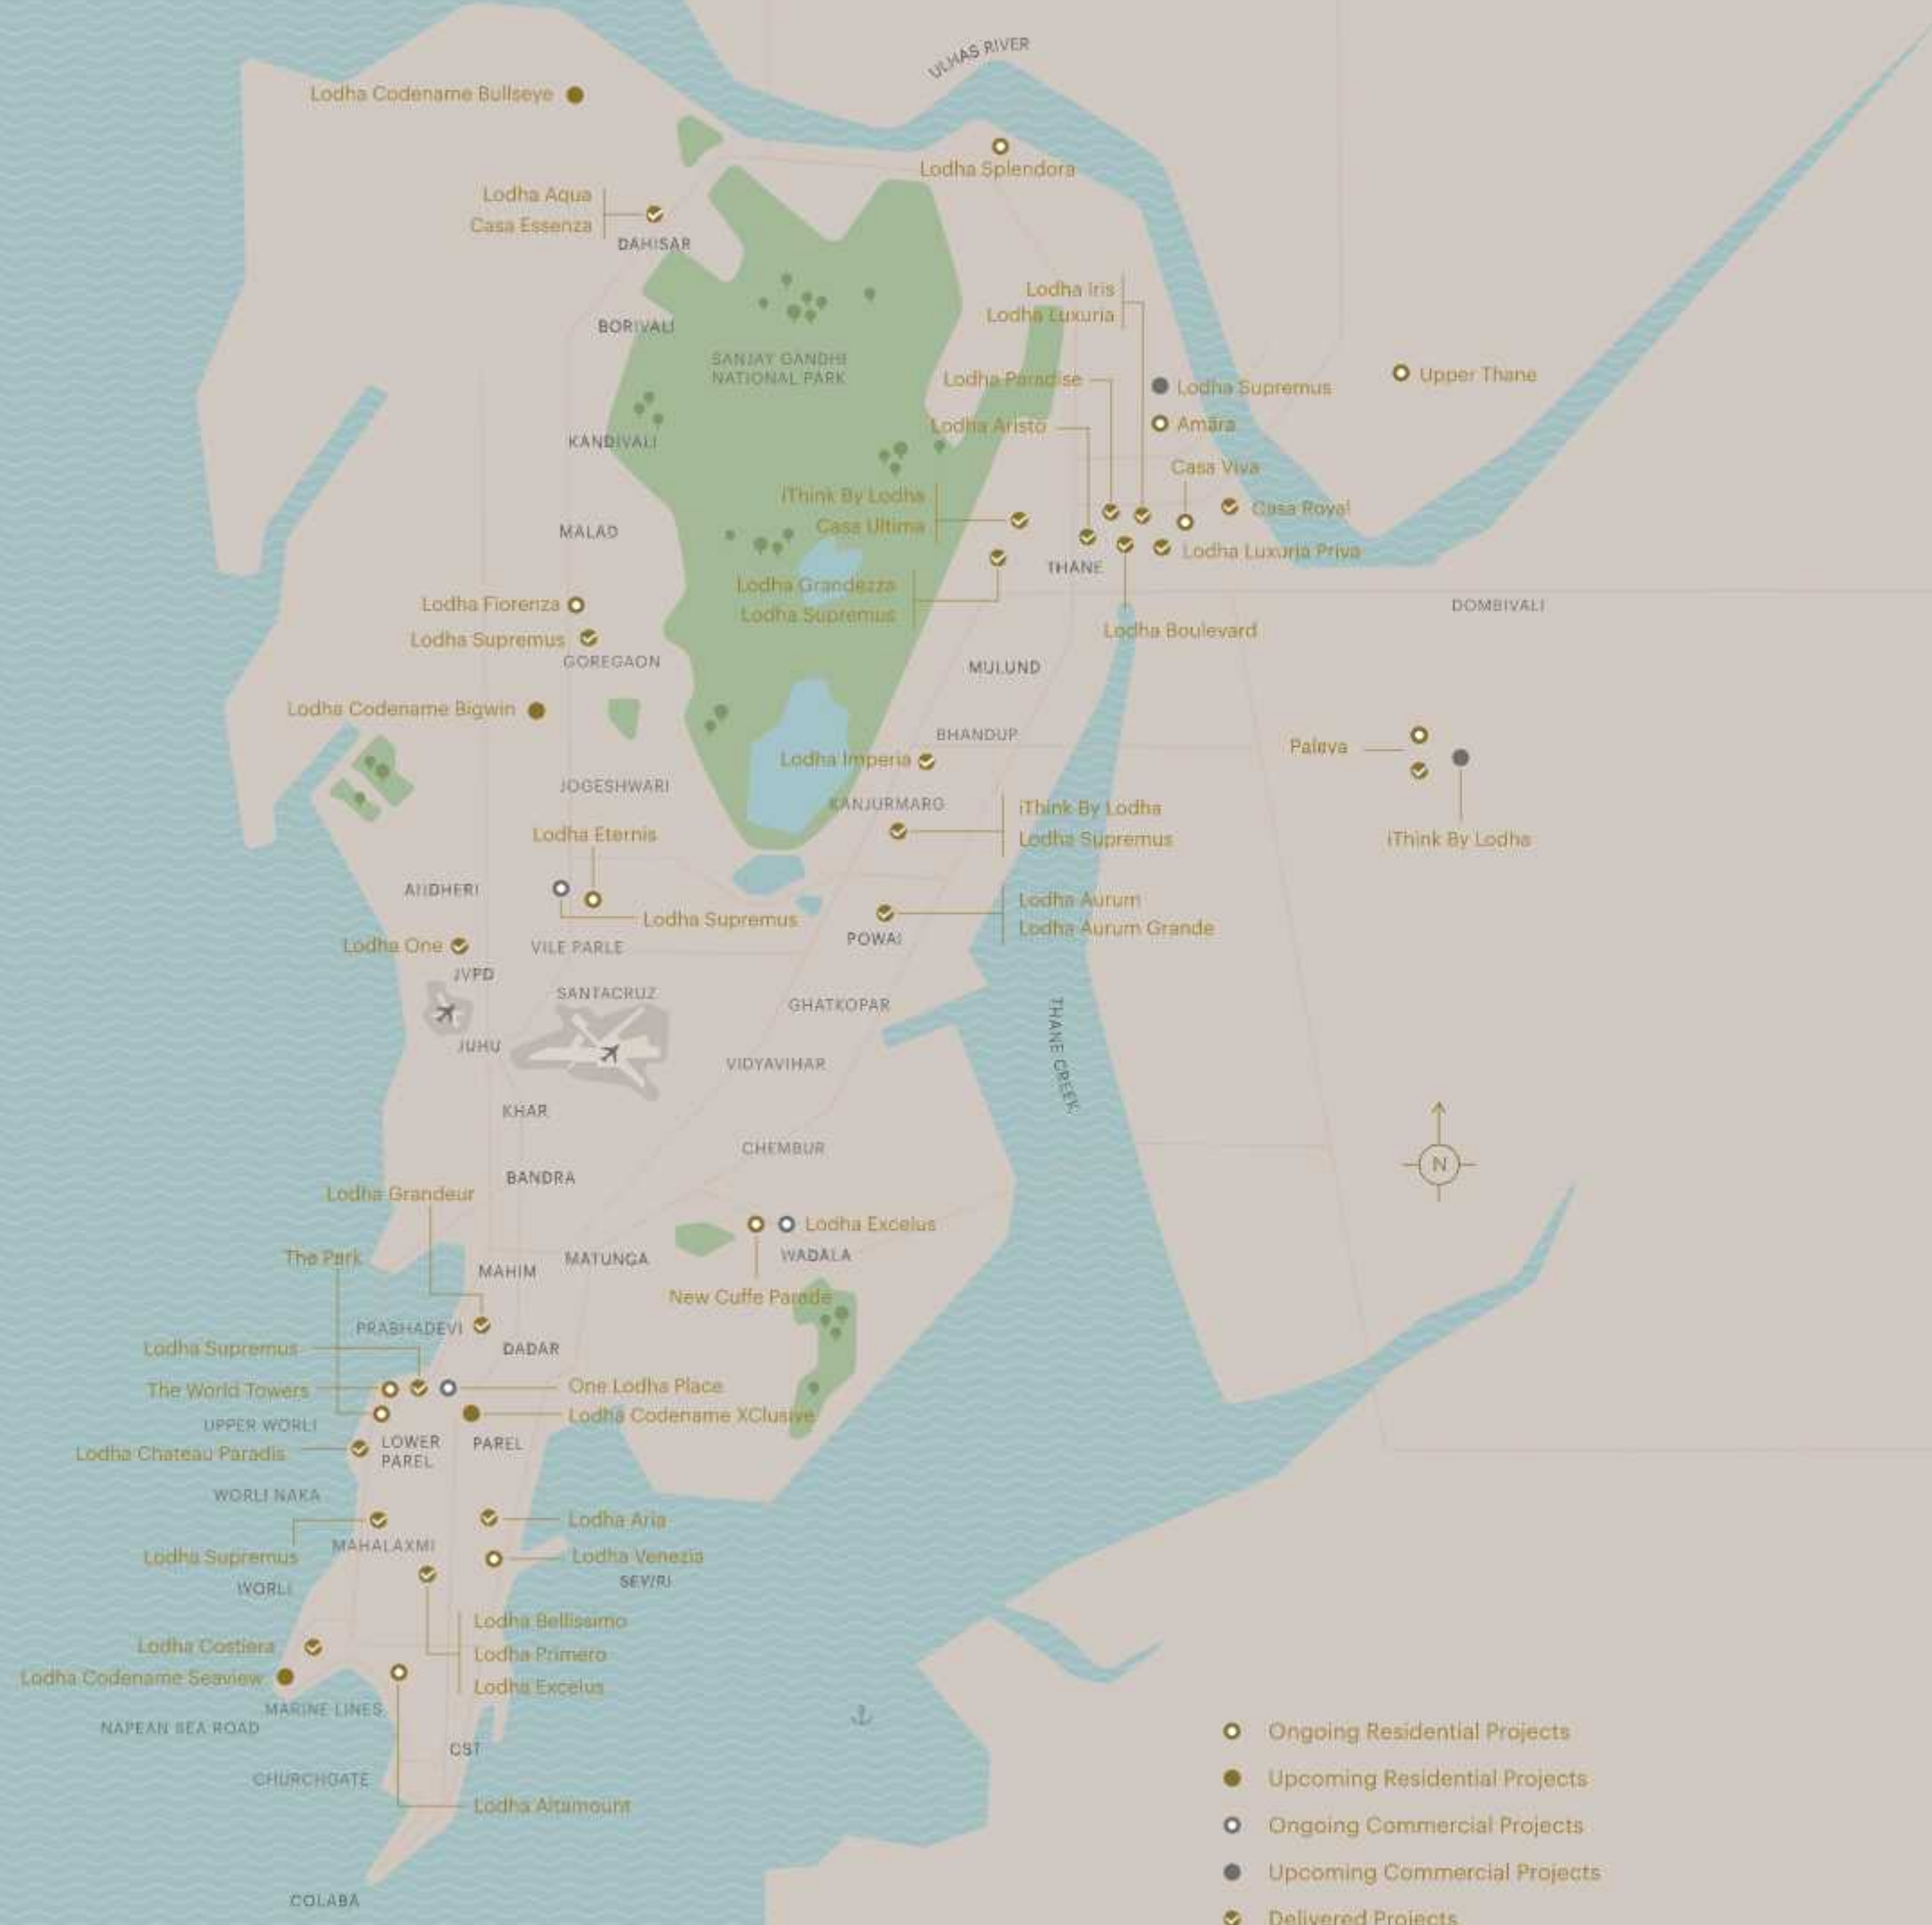 ULHAS RIVER
Lodha Codename Bullseye
Lodha Splendora
Lodha Aqua
Casa Essenza
DAHISAR
Lodha Iris
Lodha Luxuria
BORIVALI
SANJAY GANDHI
NATIONAL PARK
Lodha Paradise
Lodha Supremus
Upper Thane
Lodha Aristo
Amara
KANDIVALI
Casa Viva
iThink By Lodha
Casa Ultima
Casa Royal
MALAD
Lodha Luxuria Priva
THANE
Lodha Grandezza
Lodha Supremus
Lodha Fiorenza
DOMBIVALI
Lodha Supremus
Lodha Boulevard
GOREGAON
MULUND
Lodha Codename Bigwin
BHANDUP
Palava
Lodha Imperia
JOGESHWARI
KANJURMARG
iThink By Lodha
Lodha Supremus
iThink By Lodha
Lodha Eternis
ANDHERI
Lodha Supremus
Lodha Aurum
Lodha Aurum Grande
POWAI
Lodha One
VILE PARLE
JVPD
SANTACRUZ
GHATKOPAR
THANE CREEK
JUHU
VIDYAVIHAR
KHAR
CHEMBUR
N
BANDRA
Lodha Grandeur
Lodha Excelus
WADALA
The Park
MAHIM
MATUNGA
New Cuffe Parade
PRABHADEVI
DADAR
Lodha Supremus
The World Towers
One Lodha Place
Lodha Codename XClusive
UPPER WORLI
LOWER
PAREL
PAREL
Lodha Chateau Paradis
WORLI NAKA
Lodha Aria
MAHALAXMI
Lodha Supremus
Lodha Venezia
SEWRI
WORLI
Lodha Bellissimo
Lodha Primero
Lodha Excelus
Lodha Costiera
Lodha Codename Seaview
MARINE LINES
NAPEAN SEA ROAD
CST
CHURCHGATE
Lodha Altamount
COLABA
Ongoing Residential Projects
Upcoming Residential Projects
Ongoing Commercial Projects
Upcoming Commercial Projects
Delivered Projects